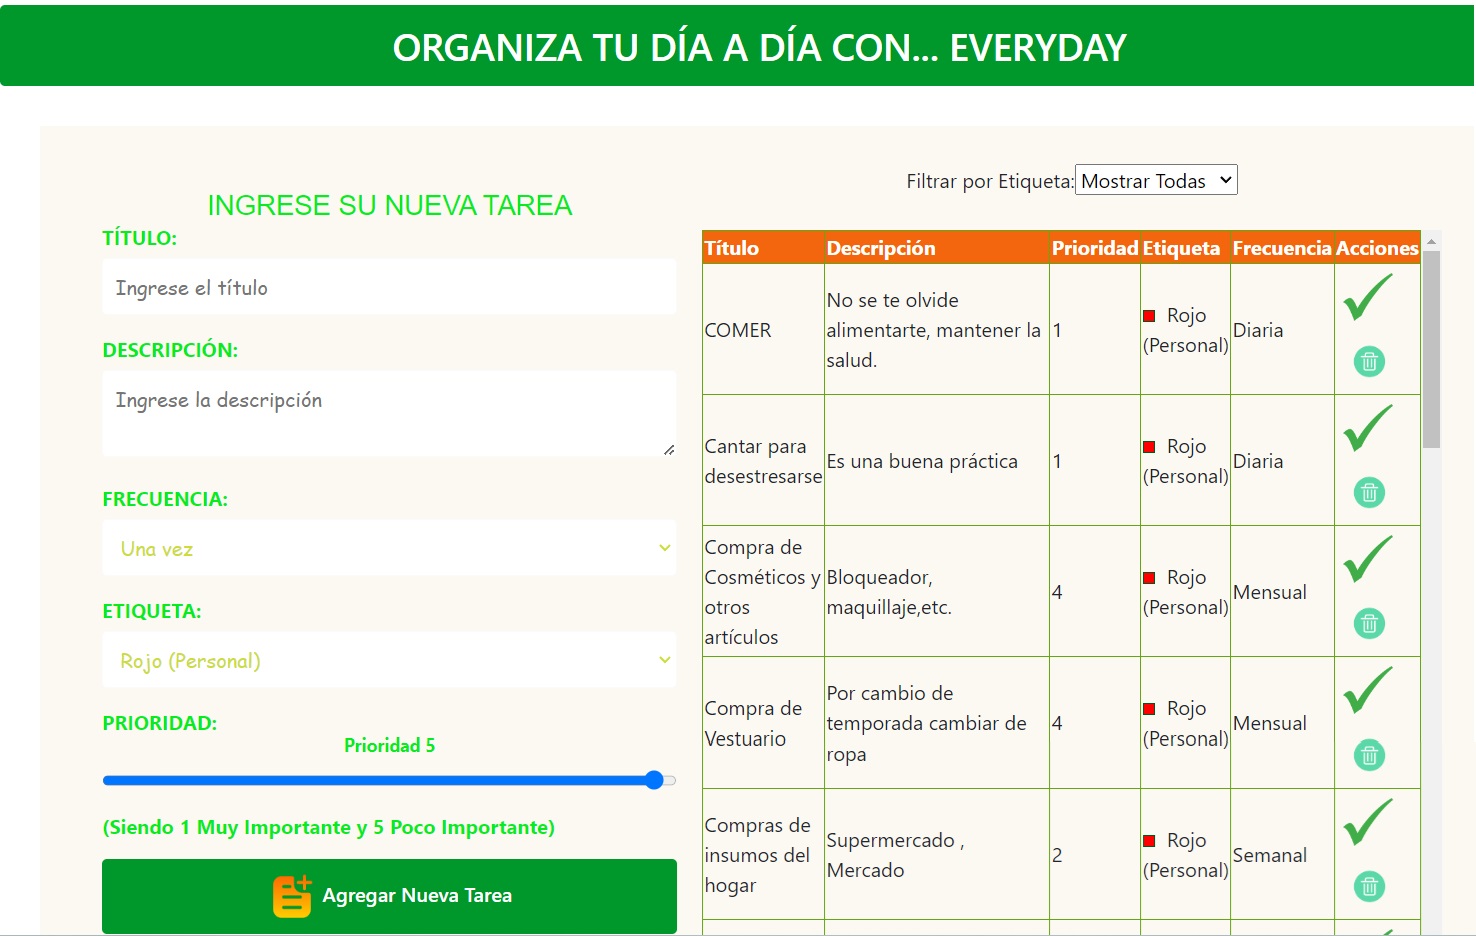 ORGANIZA TU DÍA A DÍA CON... EVERYDAY
INGRESE SU NUEVA TAREA
TÍTULO:
Ingrese el título
DESCRIPCIÓN:
Ingrese la descripción
FRECUENCIA:
Una vez
ETIQUETA:
Rojo (Personal)
PRIORIDAD:
Prioridad 5
(Siendo 1 Muy Importante y 5 Poco Importante)
Agregar Nueva Tarea
Filtrar por Etiqueta: Mostrar Todas
Título Descripción Prioridad Etiqueta Frecuencia Acciones
COMER
No se te olvide
alimentarte, mantener la
salud.
1
Rojo
(Personal)
Diaria
Cantar para
desestresarse
Es una buena práctica
1
Rojo
(Personal)
Diaria
Compra de
Cosméticos y
otros
artículos
Bloqueador,
maquillaje,etc.
4
Rojo
(Personal)
Mensual
Compra de
Vestuario
Por cambio de
temporada cambiar de
ropa
4
Rojo
(Personal)
Mensual
Compras de
insumos del
hogar
Supermercado ,
Mercado
2
Rojo
(Personal)
Semanal